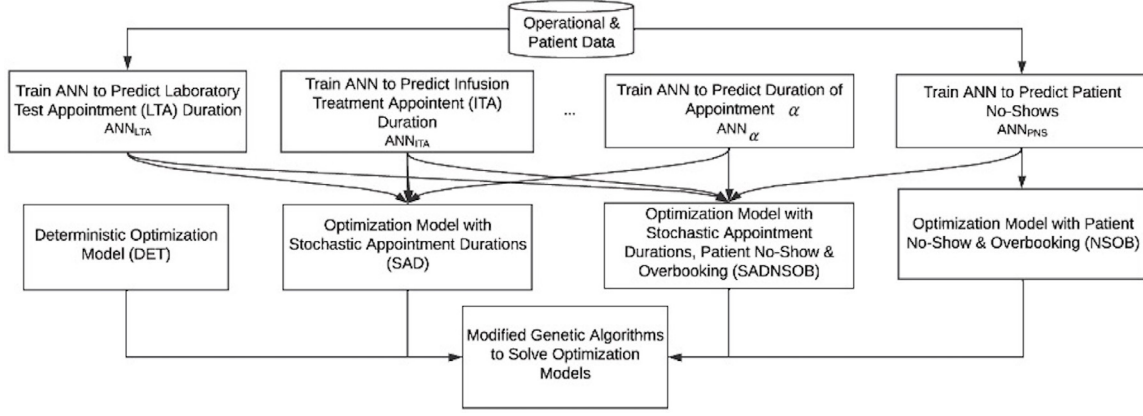 Operational &
Patient Data
Train ANN to Predict Laboratory
Test Appointment (LTA) Duration
ANN_LTA
Train ANN to Predict Infusion
Treatment Appointent (ITA)
Duration
ANN_ITA
...
Train ANN to Predict Duration of
Appointment α
ANN_α
Train ANN to Predict Patient
No-Shows
ANN_PNS
Deterministic Optimization
Model (DET)
Optimization Model with
Stochastic Appointment Durations
(SAD)
Optimization Model with
Stochastic Appointment
Durations, Patient No-Show &
Overbooking (SADNSOB)
Optimization Model with Patient
No-Show & Overbooking (NSOB)
Modified Genetic Algorithms
to Solve Optimization
Models